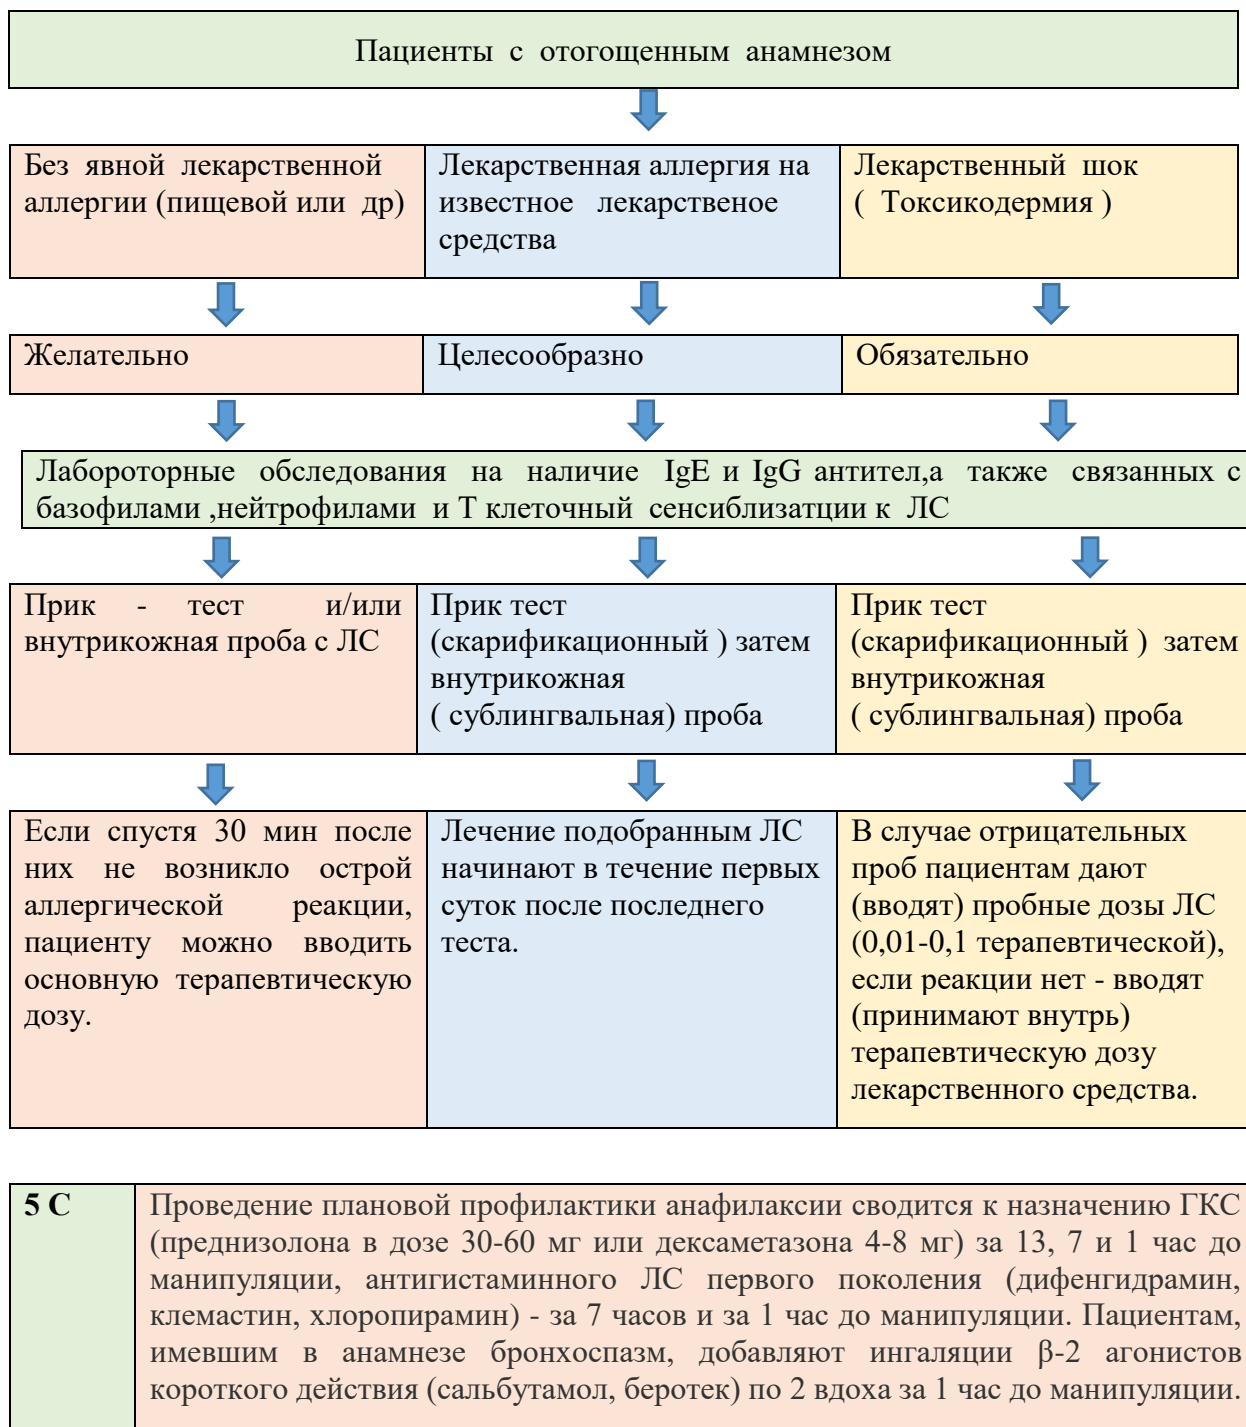 Пациенты с отогощенным анамнезом
Без явной лекарственной
аллергии (пищевой или др)
Лекарственная аллергия на
известное лекарственое
средства
Лекарственный шок
( Токсикодермия )
Желательно
Целесообразно
Обязательно
Лабороторные обследования на наличие IgE и IgG антител,а также связанных с
базофилами ,нейтрофилами и Т клеточный сенсиблизатции к ЛС
Прик - тест и/или
внутрикожная проба с ЛС
Прик тест
(скарификационный ) затем
внутрикожная
( сублингвальная) проба
Прик тест
(скарификационный ) затем
внутрикожная
( сублингвальная) проба
Если спустя 30 мин после
них не возникло острой
аллергической реакции,
пациенту можно вводить
основную терапевтическую
дозу.
Лечение подобранным ЛС
начинают в течение первых
суток после последнего
теста.
В случае отрицательных
проб пациентам дают
(вводят) пробные дозы ЛС
(0,01-0,1 терапевтической),
если реакции нет - вводят
(принимают внутрь)
терапевтическую дозу
лекарственного средства.
5 С
Проведение плановой профилактики анафилаксии сводится к назначению ГКС
(преднизолона в дозе 30-60 мг или дексаметазона 4-8 мг) за 13, 7 и 1 час до
манипуляции, антигистаминного ЛС первого поколения (дифенгидрамин,
клемастин, хлоропирамин) - за 7 часов и за 1 час до манипуляции. Пациентам,
имевшим в анамнезе бронхоспазм, добавляют ингаляции β-2 агонистов
короткого действия (сальбутамол, беротек) по 2 вдоха за 1 час до манипуляции.